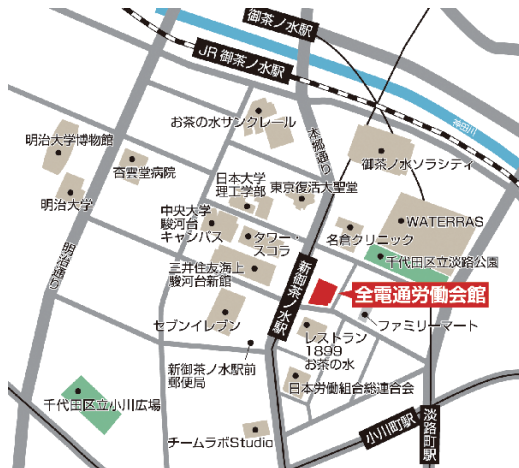 御茶ノ水駅
JR 御茶ノ水駅
神田川
お茶の水サンクレール
本郷通り
明治大学博物館
杏雲堂病院
御茶ノ水ソラシティ
明治大学
日本大学
理工学部
東京復活大聖堂
中央大学
駿河台
キャンパス
タワー・
スコラ
名倉クリニック
WATERRAS
千代田区立淡路公園
明治通り
三井住友海上
駿河台新館
新御茶ノ水駅
全電通労働会館
セブンイレブン
ファミリーマート
レストラン
1899
お茶の水
新御茶ノ水駅前
郵便局
日本労働組合総連合会
千代田区立小川広場
小川町駅
淡路町駅
チームラボStudio